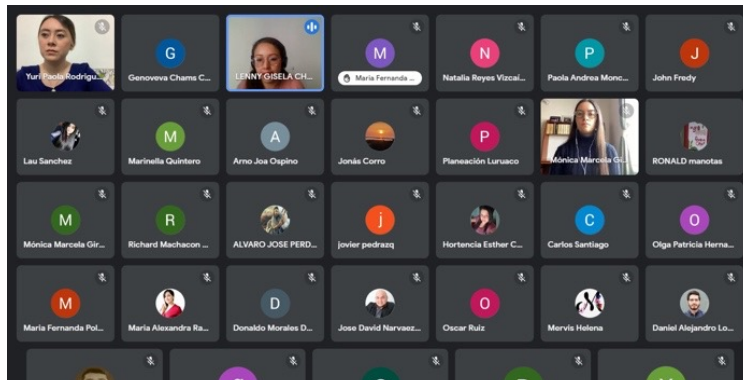 Yuri Paola Rodrigu...
G
Genoveva Chams C...
LENNY GISELA CH...
M
Maria Fernanda ...
N
Natalia Reyes Vizcai...
P
Paola Andrea Monc...
J
John Fredy
Lau Sanchez
M
Marinella Quintero
A
Arno Joa Ospino
Jonás Corro
P
Planeación Luruaco
Mónica Marcela Gi...
RONALD manotas
M
Mónica Marcela Gir...
R
Richard Machacon ...
ALVARO JOSE PERD...
j
jovier pedrazq
Hortencia Esther C...
C
Carlos Santiago
O
Olga Patricia Herna...
M
Maria Fernanda Pol...
Maria Alexandra Ra...
D
Donaldo Morales D...
Jose David Narvaez...
O
Oscar Ruiz
Mervis Helena
Daniel Alejandro Lo...